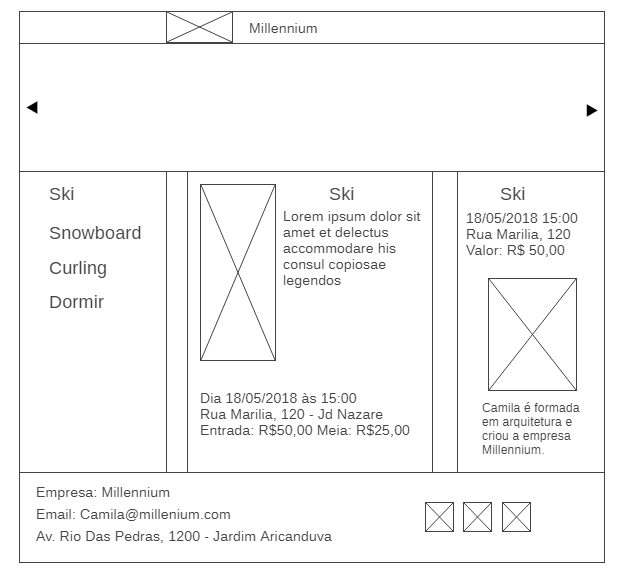 Millennium
Ski
Snowboard
Curling
Dormir
Ski
Lorem ipsum dolor sit
amet et delectus
accommodare his
consul copiosae
legendos
Dia 18/05/2018 às 15:00
Rua Marilia, 120 - Jd Nazare
Entrada: R$50,00 Meia: R$25,00
Ski
18/05/2018 15:00
Rua Marilia, 120
Valor: R$ 50,00
Camila é formada
em arquitetura e
criou a empresa
Millennium.
Empresa: Millennium
Email: Camila@millenium.com
Av. Rio Das Pedras, 1200 - Jardim Aricanduva